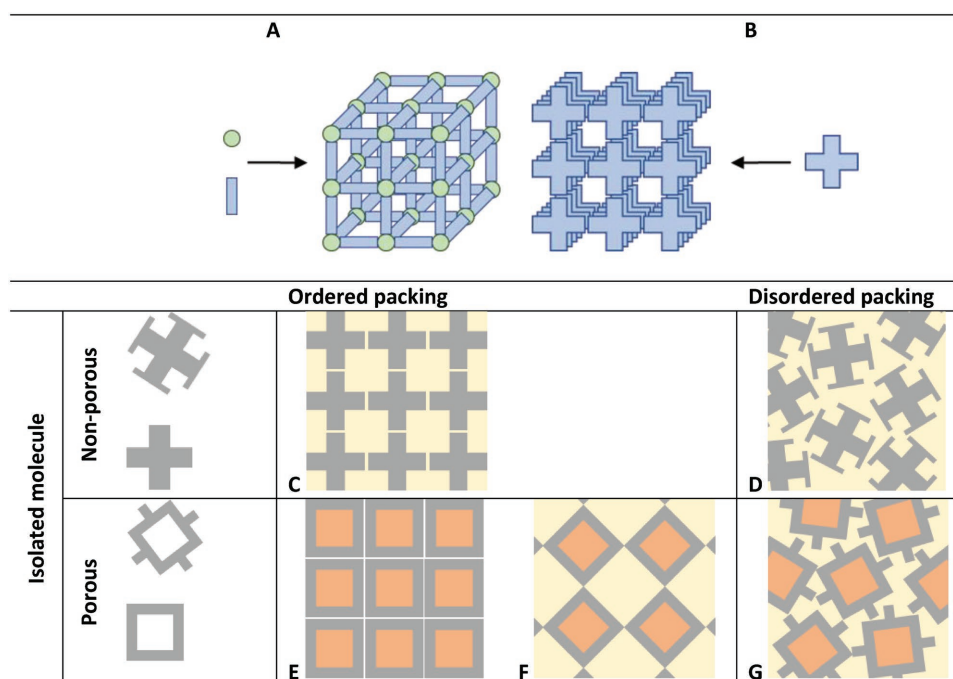 A
B
Ordered packing
Disordered packing
Isolated molecule
Non-porous
C
D
Porous
E
F
G